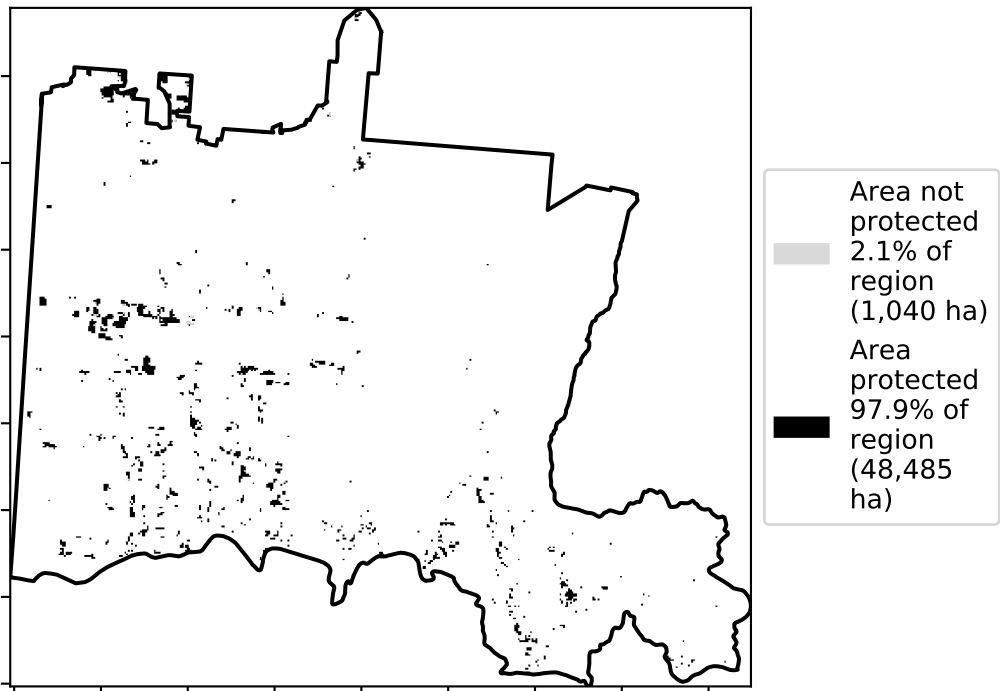 Area not
protected
2.1% of
region
(1,040 ha)
Area
protected
97.9% of
region
(48,485
ha)